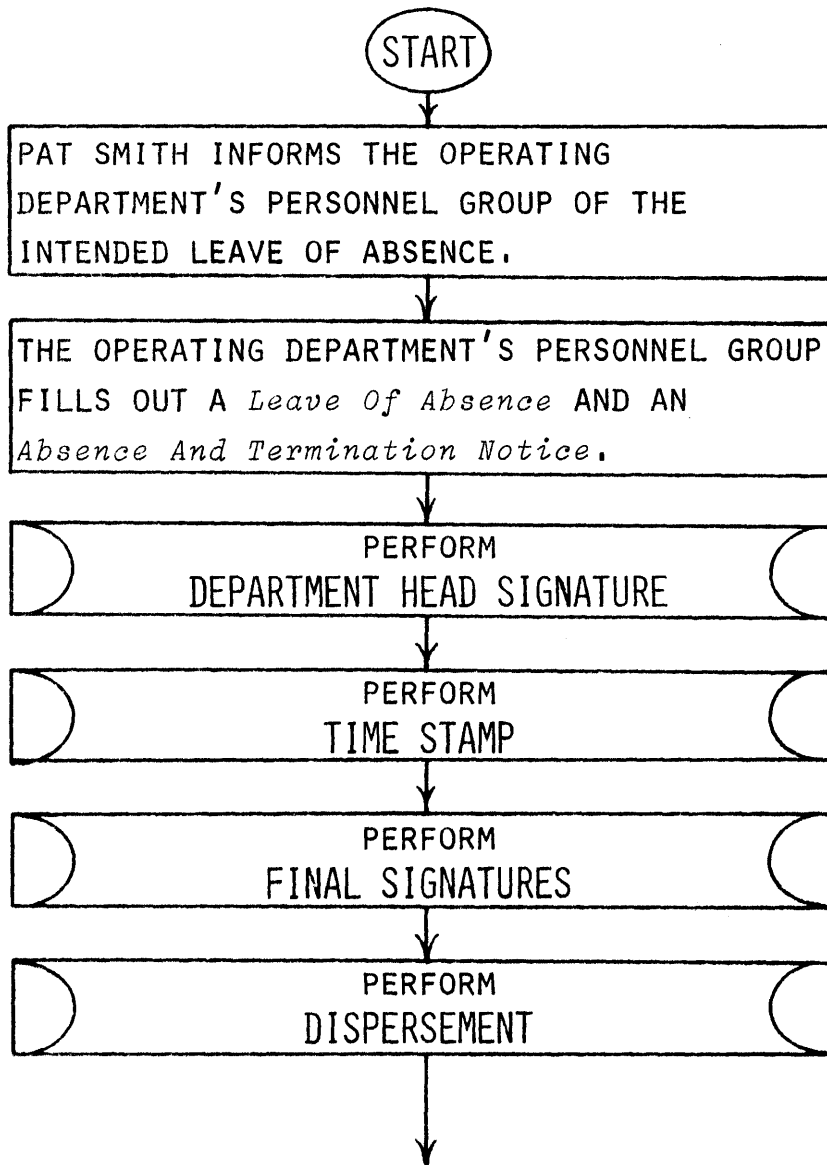 START
PAT SMITH INFORMS THE OPERATING
DEPARTMENT'S PERSONNEL GROUP OF THE
INTENDED LEAVE OF ABSENCE.
THE OPERATING DEPARTMENT'S PERSONNEL GROUP
FILLS OUT A Leave Of Absence AND AN
Absence And Termination Notice.
PERFORM
DEPARTMENT HEAD SIGNATURE
PERFORM
TIME STAMP
PERFORM
FINAL SIGNATURES
PERFORM
DISPERSEMENT